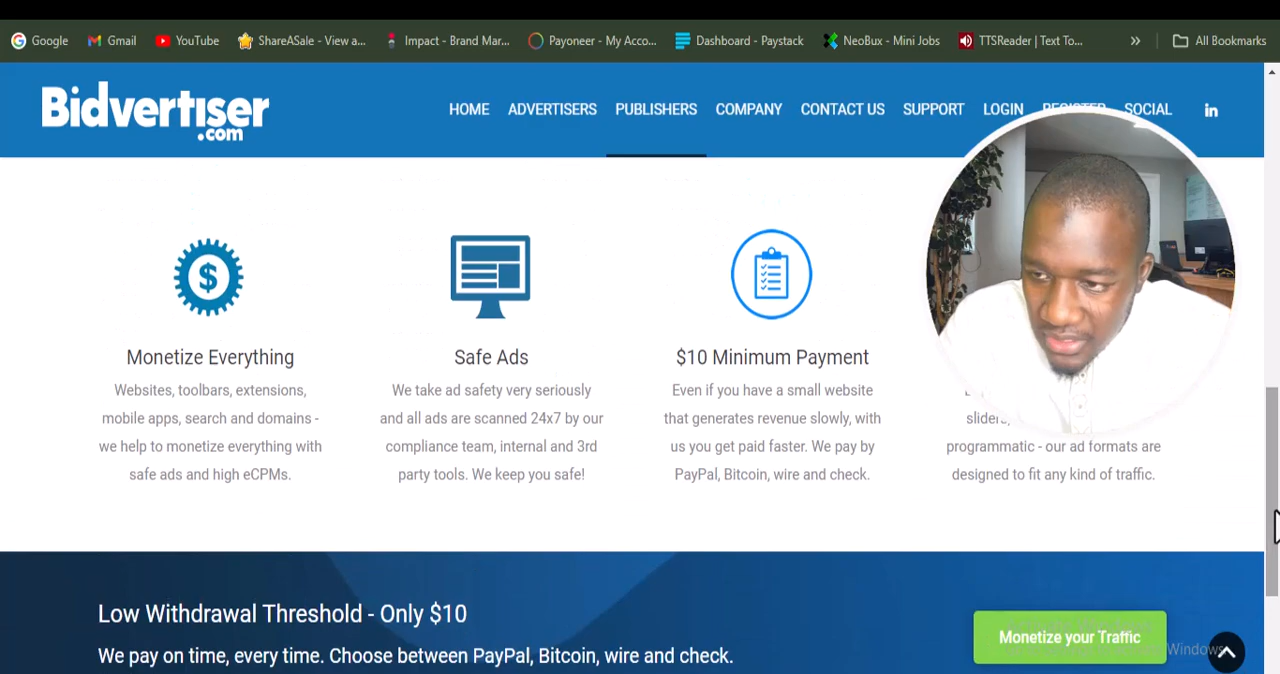 Google Gmail YouTube ShareASale - View a... Impact - Brand Mar... Payoneer - My Acco... Dashboard - Paystack NeoBux - Mini Jobs TTSReader | Text To... » All Bookmarks
Bidvertiser
.com
HOME ADVERTISERS PUBLISHERS COMPANY CONTACT US SUPPORT LOGIN REGISTER SOCIAL in
Monetize Everything
Websites, toolbars, extensions,
mobile apps, search and domains -
we help to monetize everything with
safe ads and high eCPMs.
Safe Ads
We take ad safety very seriously
and all ads are scanned 24x7 by our
compliance team, internal and 3rd
party tools. We keep you safe!
$10 Minimum Payment
Even if you have a small website
that generates revenue slowly, with
us you get paid faster. We pay by
PayPal, Bitcoin, wire and check.
sliders,
programmatic - our ad formats are
designed to fit any kind of traffic.
Low Withdrawal Threshold - Only $10
We pay on time, every time. Choose between PayPal, Bitcoin, wire and check.
Monetize your Traffic
Windows